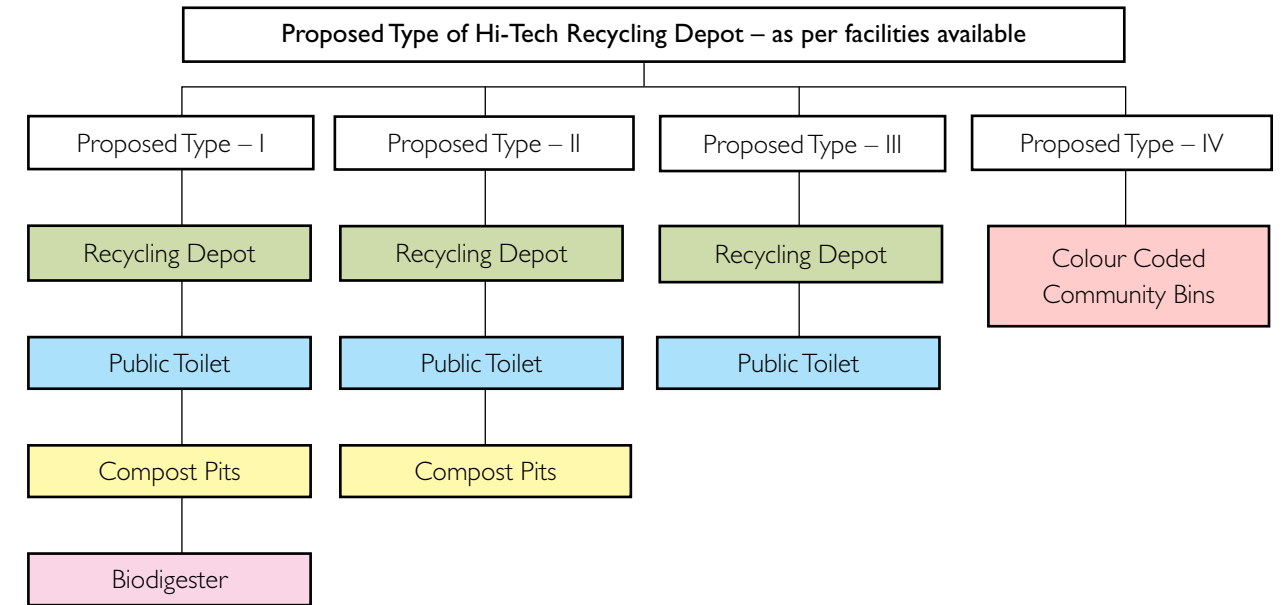 Proposed Type of Hi-Tech Recycling Depot – as per facilities available
Proposed Type – I
Proposed Type – II
Proposed Type – III
Proposed Type – IV
Recycling Depot
Recycling Depot
Recycling Depot
Colour Coded
Community Bins
Public Toilet
Public Toilet
Public Toilet
Compost Pits
Compost Pits
Biodigester